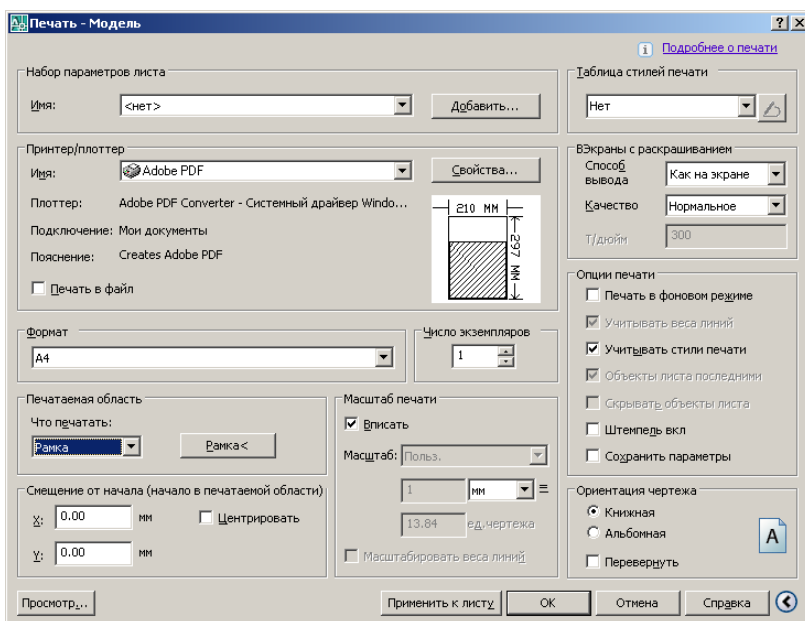 Печать - Модель
Подробнее о печати
Набор параметров листа
Имя: <нет> Добавить...
Таблица стилей печати
Нет
Принтер/плоттер
Имя: Adobe PDF Свойства...
Плоттер: Adobe PDF Converter - Системный драйвер Windo...
Подключение: Мои документы
Пояснение: Creates Adobe PDF
Печать в файл
210 MM
297 MM
ВЭкраны с раскрашиванием
Способ вывода Как на экране
Качество Нормальное
Т/дюйм 300
Формат
A4
Число экземпляров
1
Опции печати
Печать в фоновом режиме
Учитывать веса линий
Учитывать стили печати
Объекты листа последними
Скрывать объекты листа
Штемпель вкл
Сохранить параметры
Печатаемая область
Что печатать:
Рамка Рамка<
Масштаб печати
Вписать
Масштаб: Польз.
1 мм =
13.84 ед.чертежа
Масштабировать веса линий
Смещение от начала (начало в печатаемой области)
X: 0.00 мм Центрировать
Y: 0.00 мм
Ориентация чертежа
Книжная
Альбомная
Перевернуть
A
Просмотр... Применить к листу OK Отмена Справка